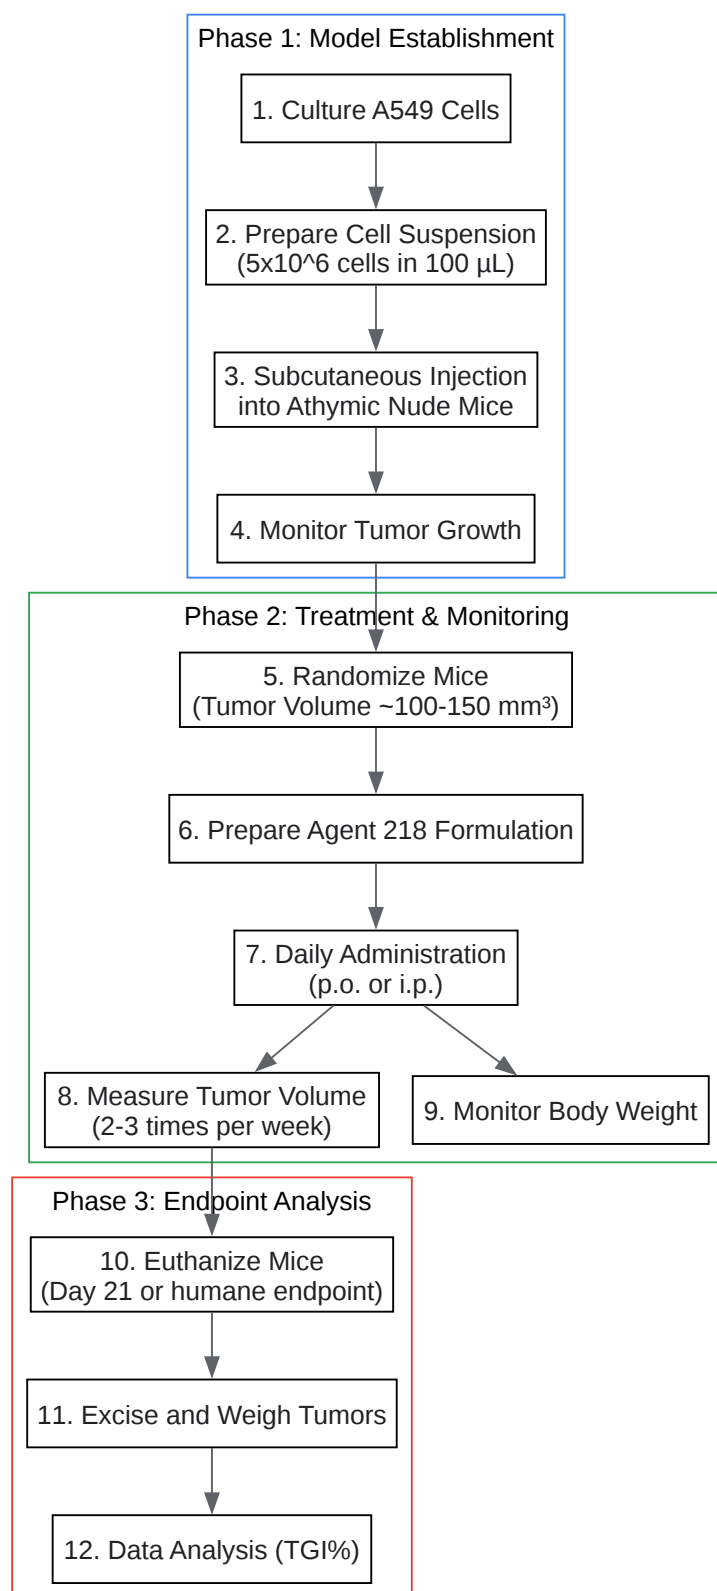 Phase 1: Model Establishment
1. Culture A549 Cells
2. Prepare Cell Suspension
(5x10^6 cells in 100 µL)
3. Subcutaneous Injection
into Athymic Nude Mice
4. Monitor Tumor Growth
Phase 2: Treatment & Monitoring
5. Randomize Mice
(Tumor Volume ~100-150 mm³)
6. Prepare Agent 218 Formulation
7. Daily Administration
(p.o. or i.p.)
8. Measure Tumor Volume
(2-3 times per week)
9. Monitor Body Weight
Phase 3: Endpoint Analysis
10. Euthanize Mice
(Day 21 or humane endpoint)
11. Excise and Weigh Tumors
12. Data Analysis (TGI%)